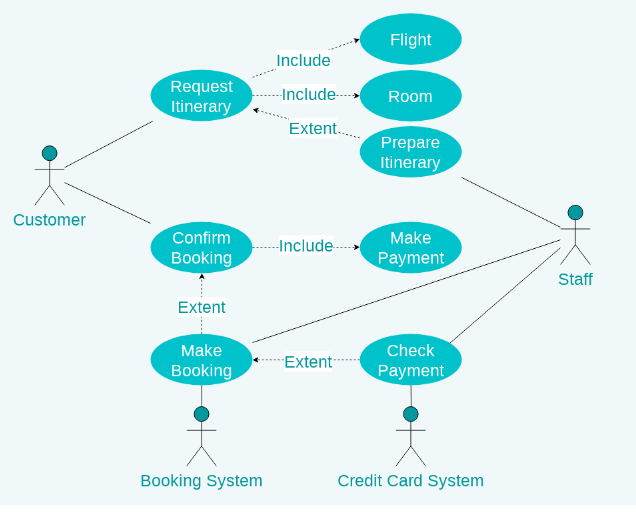 Flight
Include
Request
Itinerary
Include
Room
Extent
Prepare
Itinerary
Customer
Confirm
Booking
Include
Make
Payment
Staff
Extent
Make
Booking
Extent
Check
Payment
Booking System
Credit Card System